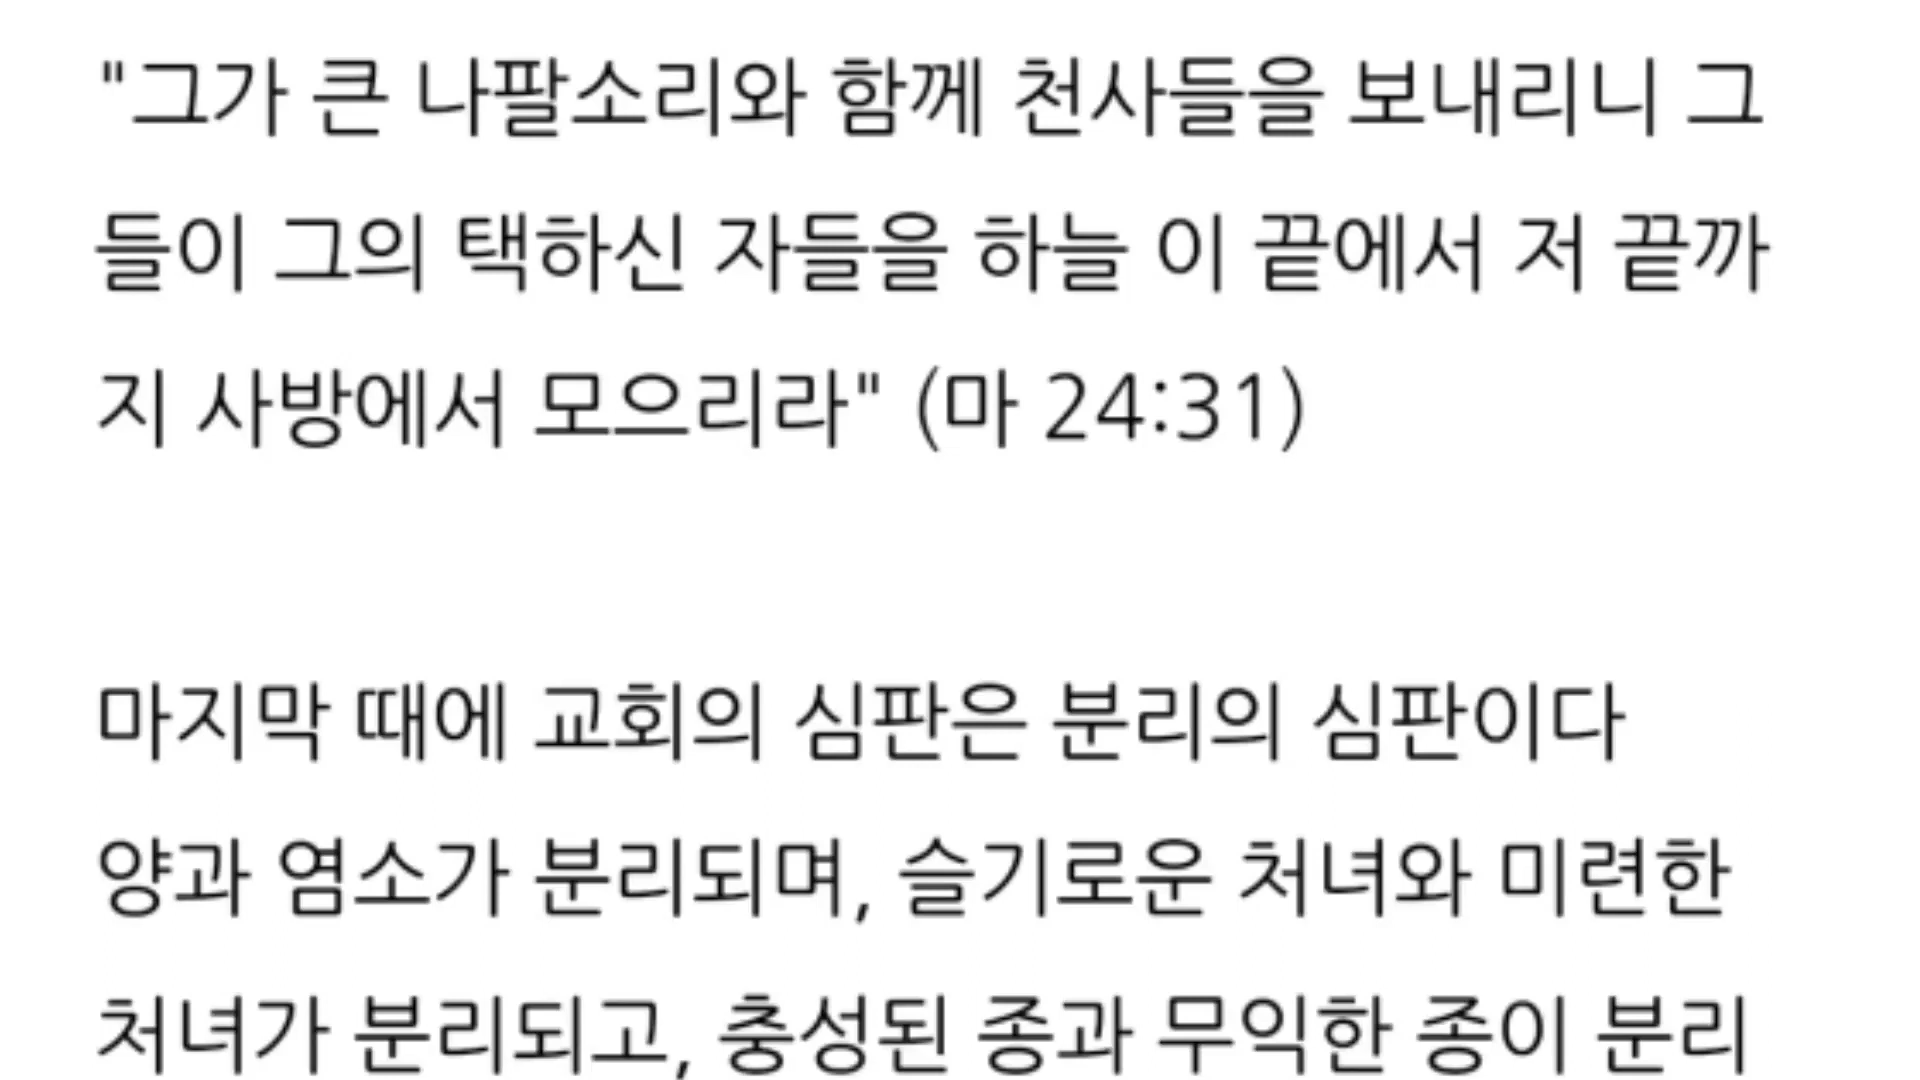 "그가 큰 나팔소리와 함께 천사들을 보내리니 그
들이 그의 택하신 자들을 하늘 이 끝에서 저 끝까
지 사방에서 모으리라" (마 24:31)
마지막 때에 교회의 심판은 분리의 심판이다
양과 염소가 분리되며, 슬기로운 처녀와 미련한
처녀가 분리되고, 충성된 종과 무익한 종이 분리